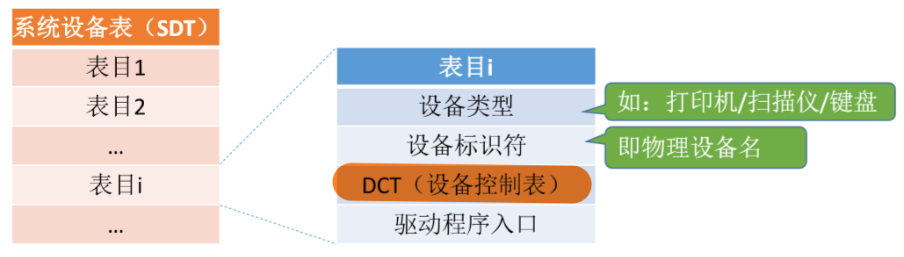 系统设备表（SDT）
表目1
表目2
...
表目i
...
表目i
设备类型
设备标识符
DCT（设备控制表）
驱动程序入口
如：打印机/扫描仪/键盘
即物理设备名